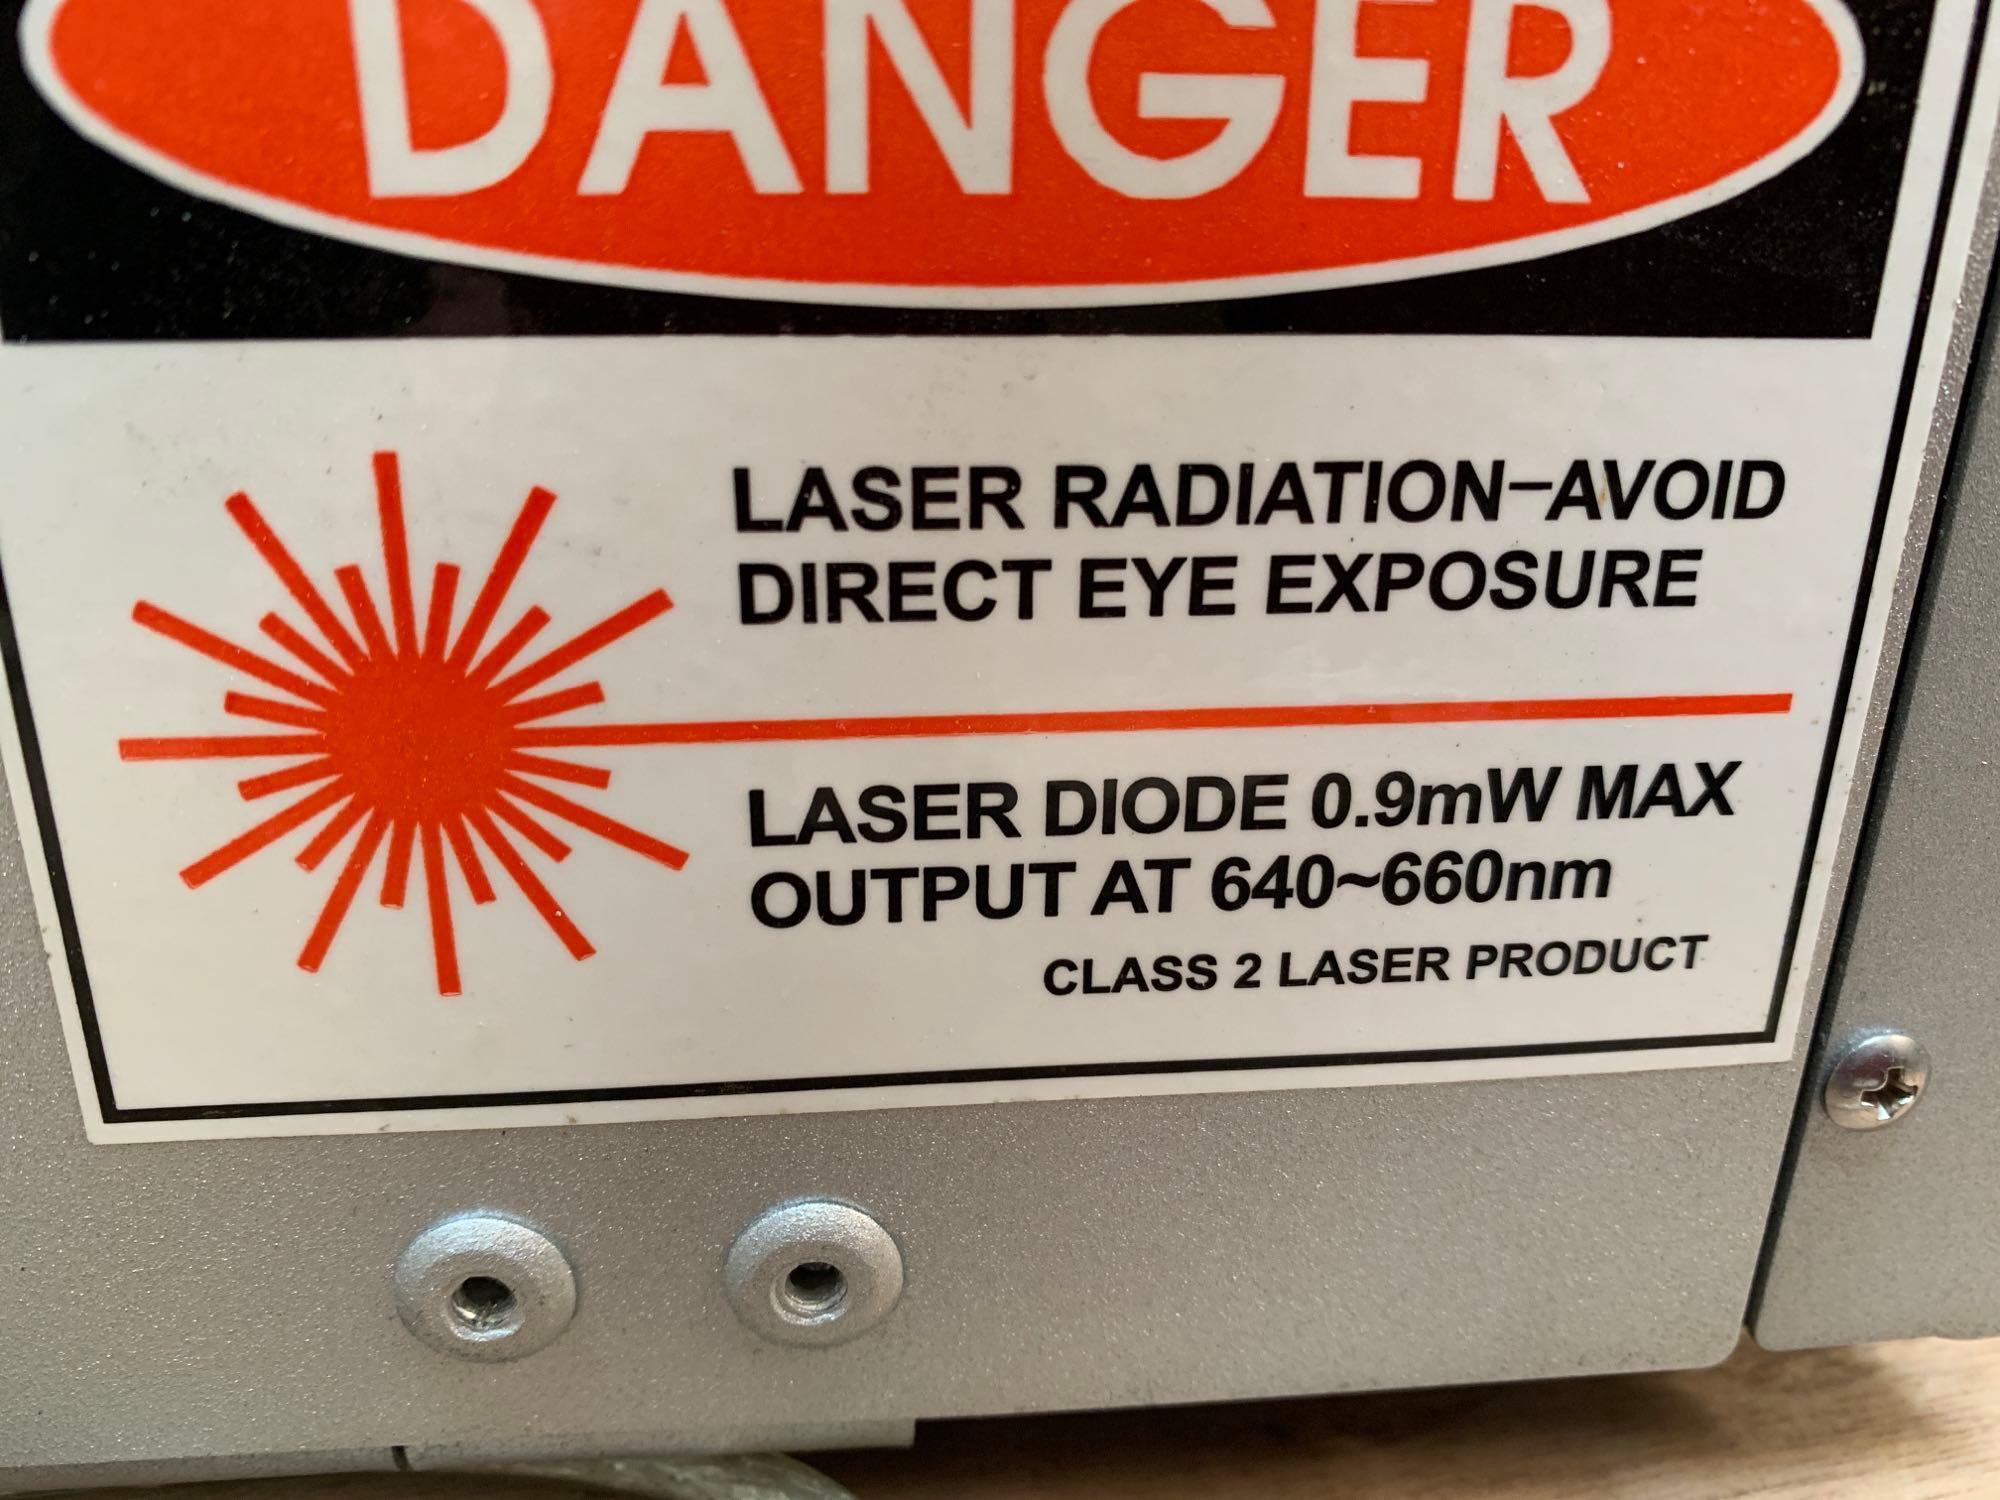 DANGER
LASER RADIATION–AVOID
DIRECT EYE EXPOSURE
LASER DIODE 0.9mW MAX
OUTPUT AT 640~660nm
CLASS 2 LASER PRODUCT